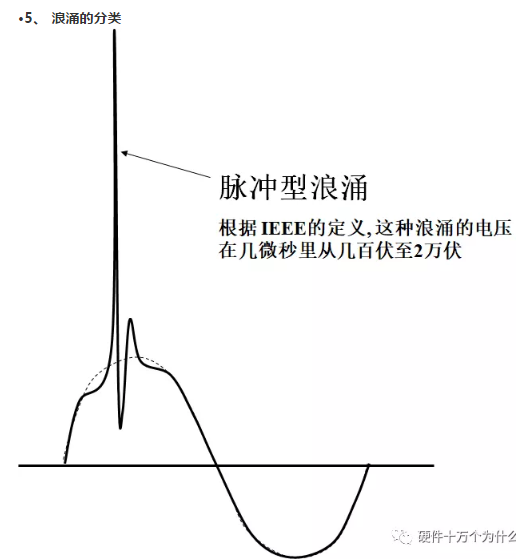 •5、 浪涌的分类
脉冲型浪涌
根据 IEEE的定义, 这种浪涌的电压
在几微秒里从几百伏至2万伏
硬件十万个为什么